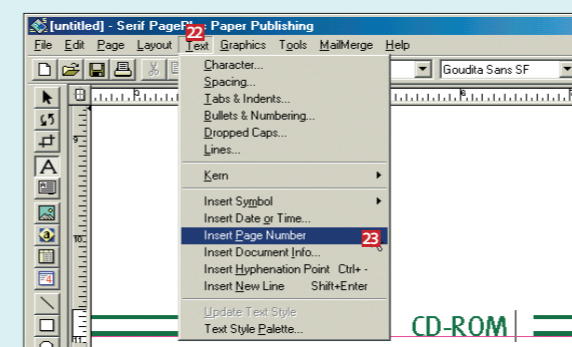 [untitled] - Serif PagePlus Paper Publishing
22
File Edit Page Layout Text Graphics Tools MailMerge Help
Goudita Sans SF
Character...
Spacing...
Tabs & Indents...
Bullets & Numbering...
Dropped Caps...
Lines...
Kern
Insert Symbol
Insert Date or Time...
Insert Page Number 23
Insert Document Info...
Insert Hyphenation Point Ctrl+ -
Insert New Line Shift+Enter
Update Text Style
Text Style Palette...
9
10
11
CD-ROM